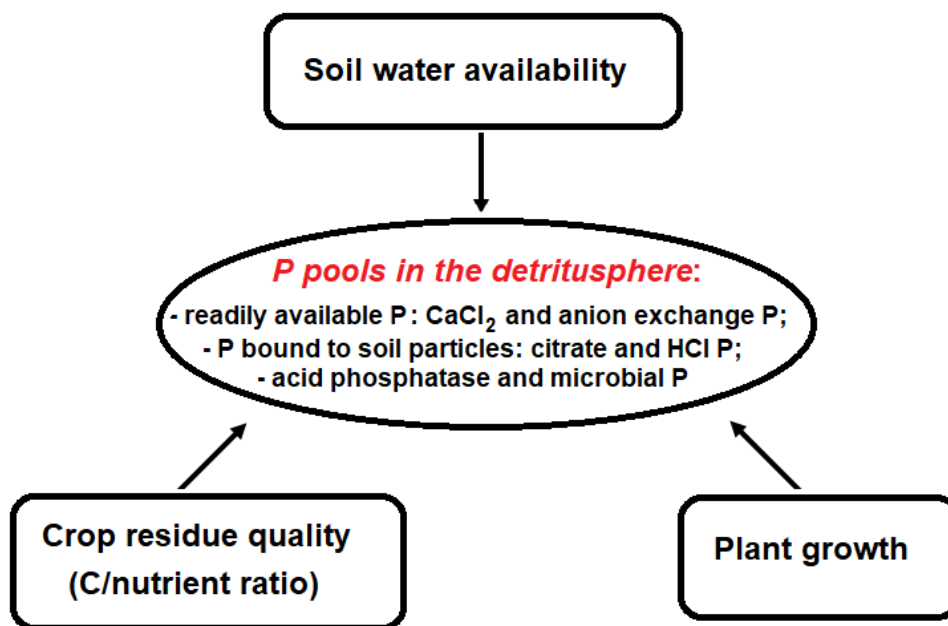 Soil water availability
P pools in the detritusphere:
- readily available P: CaCl₂ and anion exchange P;
- P bound to soil particles: citrate and HCl P;
- acid phosphatase and microbial P
Crop residue quality
(C/nutrient ratio)
Plant growth